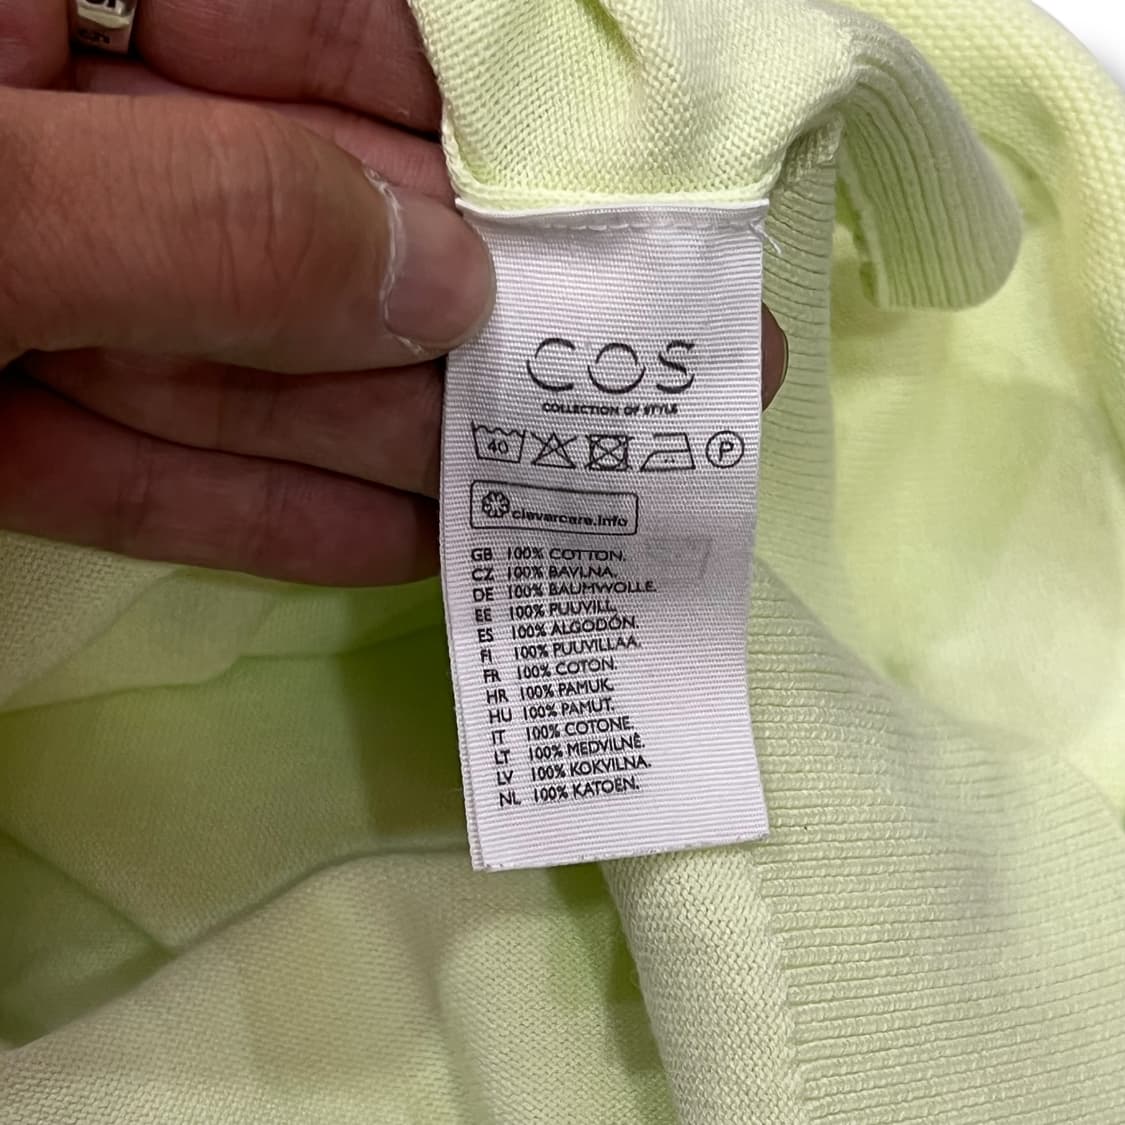 COS
COLLECTION OF STYLE
40 P
clevercare.info
GB 100% COTTON.
CZ 100% BAVLNA.
DE 100% BAUMWOLLE.
EE 100% PUUVILL.
ES 100% ALGODÓN.
FI 100% PUUVILLAA.
FR 100% COTON.
HR 100% PAMUK.
HU 100% PAMUT.
IT 100% COTONE.
LT 100% MEDVILNĖ.
LV 100% KOKVILNA.
NL 100% KATOEN.